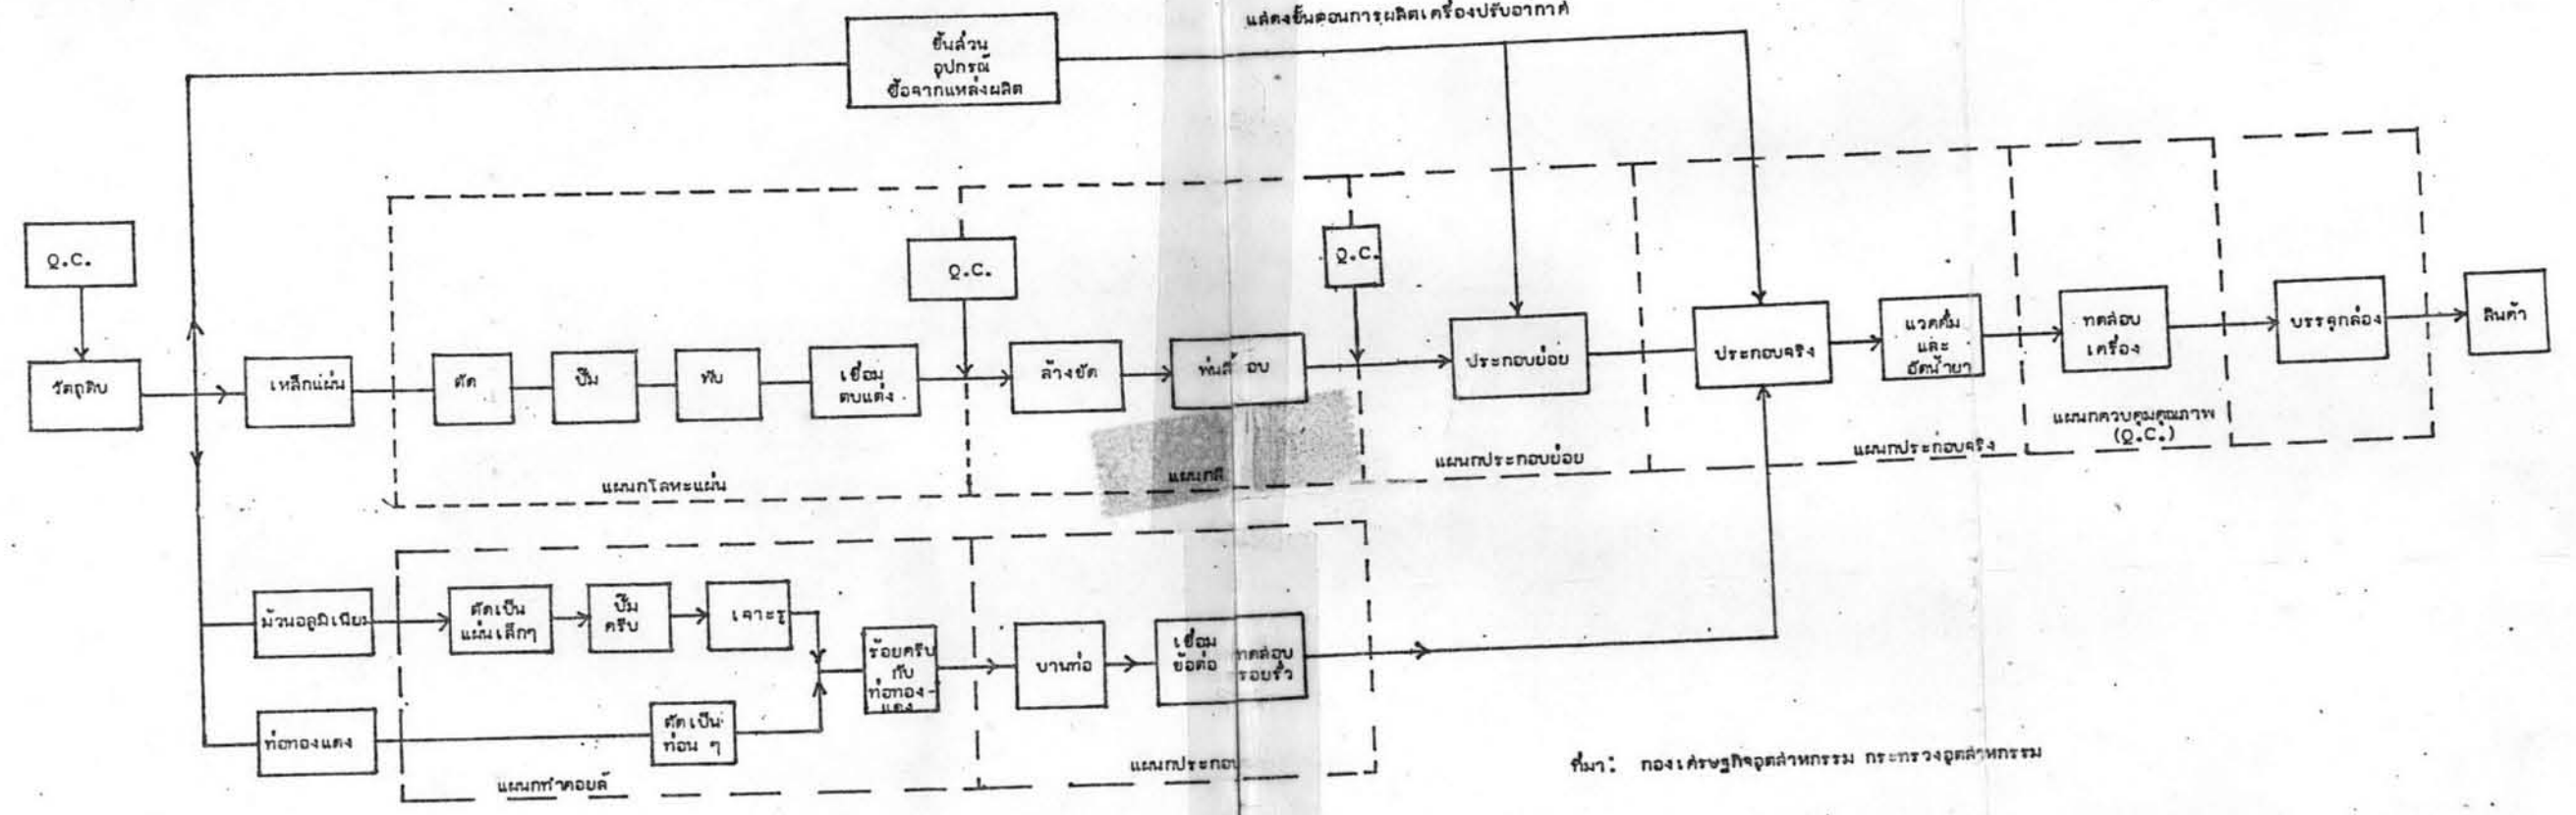 แสดงขั้นตอนการผลิตเครื่องปรับอากาศ
ชิ้นส่วน
อุปกรณ์
ซื้อจากแหล่งผลิต
Q.C.
Q.C.
Q.C.
วัตถุดิบ
เหล็กแผ่น
ตัด
ปั๊ม
พับ
เชื่อม
ตบแต่ง
ล้างขัด
พ่นสี อบ
ประกอบย่อย
ประกอบจริง
แวคคั่ม
และ
อัดน้ำยา
ทดสอบ
เครื่อง
บรรจุกล่อง
สินค้า
แผนกโลหะแผ่น
แผนกสี
แผนกประกอบย่อย
แผนกประกอบจริง
แผนกควบคุมคุณภาพ
(Q.C.)
ม้วนอลูมิเนียม
ตัดเป็น
แผ่นเล็กๆ
ปั๊ม
ครีบ
เจาะรู
ร้อยครีบ
กับ
ท่อทอง-
แดง
บานท่อ
เชื่อม
ข้อต่อ
ทดสอบ
รอยรั่ว
ท่อทองแดง
ตัดเป็น
ท่อน ๆ
แผนกทำคอยล์
แผนกประกอบ
ที่มา: กองเศรษฐกิจอุตสาหกรรม กระทรวงอุตสาหกรรม